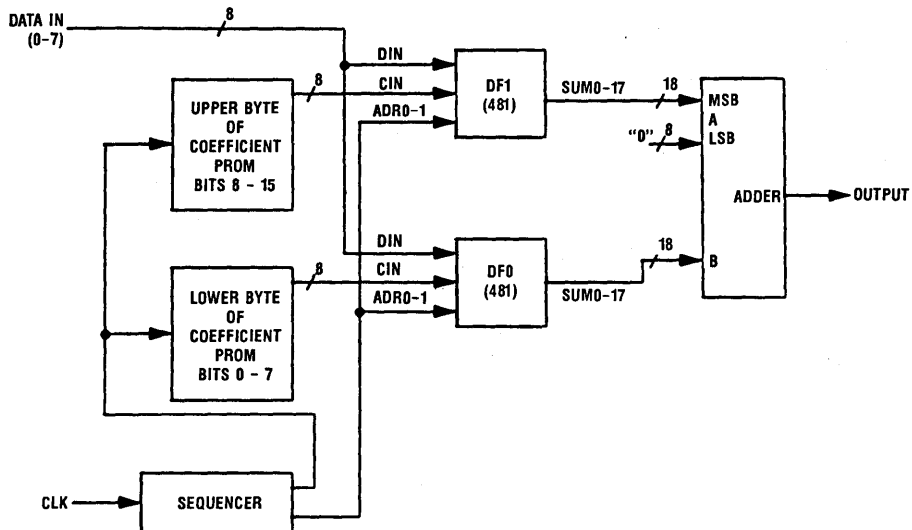 DATA IN
(0-7)
8
UPPER BYTE
OF
COEFFICIENT
PROM
BITS 8 - 15
8
DIN
CIN
ADR0-1
DF1
(481)
SUM0-17
18
"0"
8
MSB
A
LSB
ADDER
B
OUTPUT
LOWER BYTE
OF
COEFFICIENT
PROM
BITS 0 - 7
8
DIN
CIN
ADR0-1
DF0
(481)
SUM0-17
18
CLK
SEQUENCER